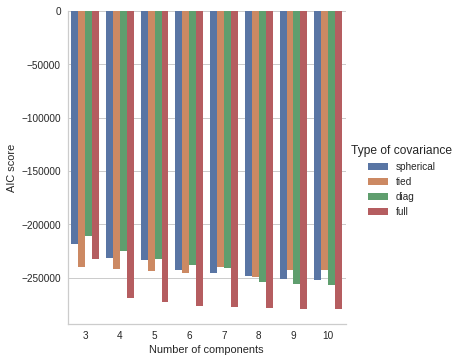 0
−50000
−100000
−150000
−200000
−250000
AIC score
3 4 5 6 7 8 9 10
Number of components
Type of covariance
spherical
tied
diag
full